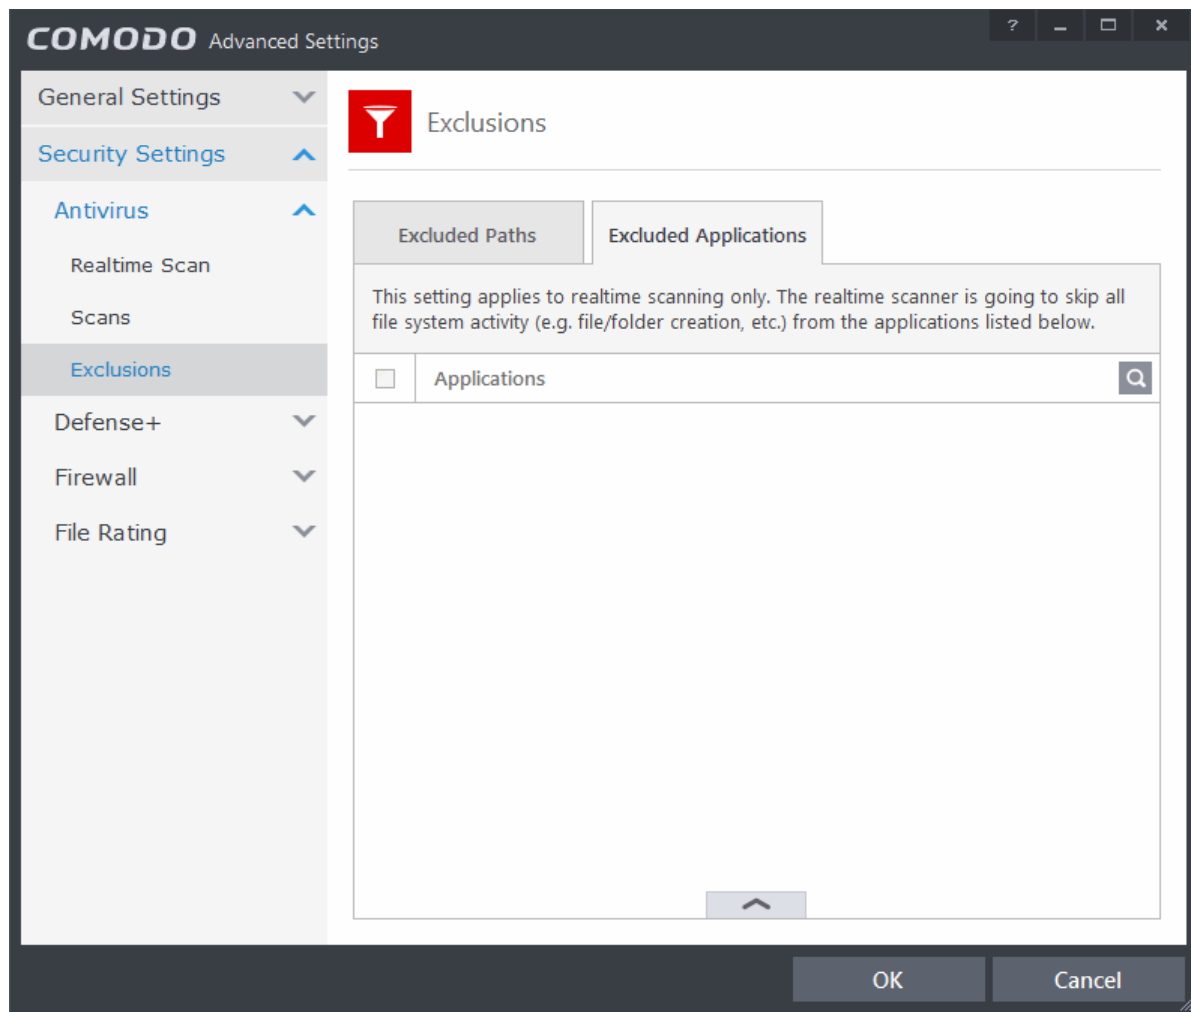 COMODO Advanced Settings
?
General Settings
Security Settings
Antivirus
Realtime Scan
Scans
Exclusions
Defense+
Firewall
File Rating
Exclusions
Excluded Paths
Excluded Applications
This setting applies to realtime scanning only. The realtime scanner is going to skip all
file system activity (e.g. file/folder creation, etc.) from the applications listed below.
Applications
OK
Cancel